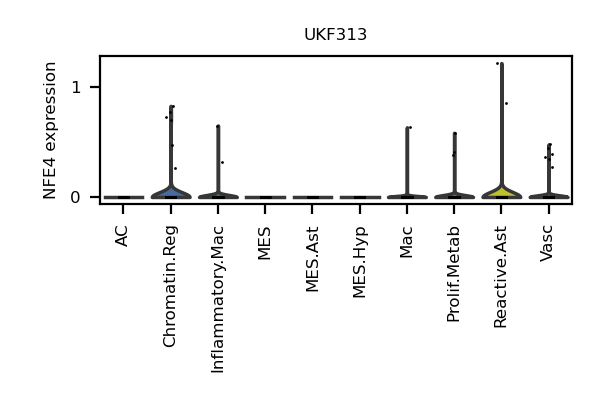 UKF313
NFE4 expression
1
0
AC
Chromatin.Reg
Inflammatory.Mac
MES
MES.Ast
MES.Hyp
Mac
Prolif.Metab
Reactive.Ast
Vasc